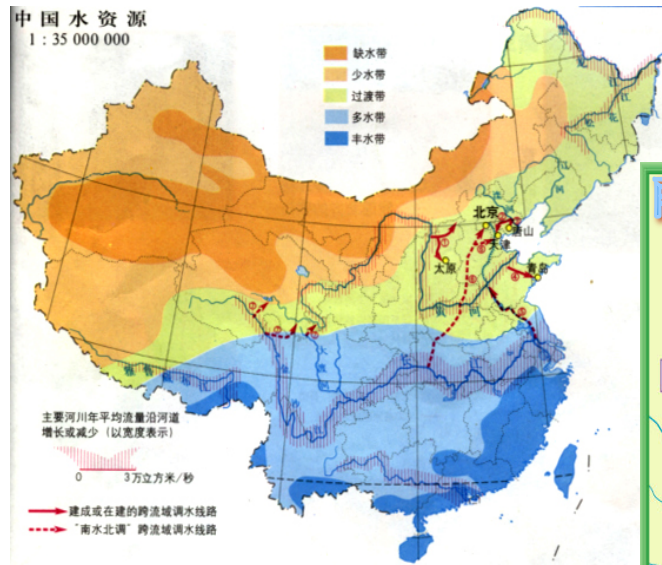 中国水资源
1：35 000 000
缺水带
少水带
过渡带
多水带
丰水带
北京
唐山
天津
太原
青岛
黄
河
长
江
主要河川年平均流量沿河道
增长或减少（以宽度表示）
0 3万立方米/秒
建成或在建的跨流域调水线路
“南水北调”跨流域调水线路